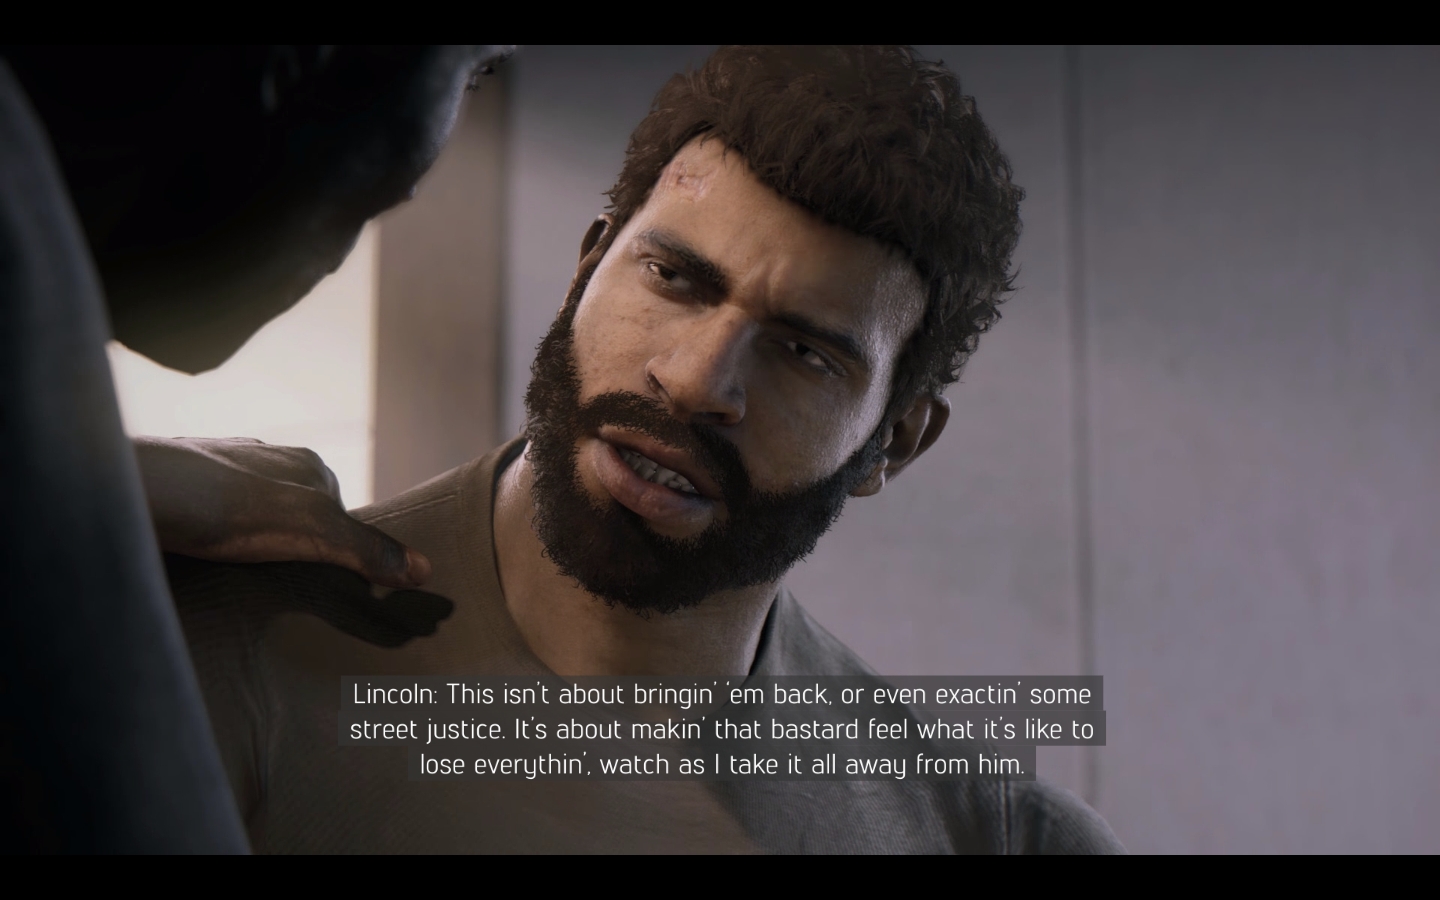 Lincoln: This isn't about bringin' 'em back, or even exactin' some
street justice. It's about makin' that bastard feel what it's like to
lose everythin', watch as I take it all away from him.